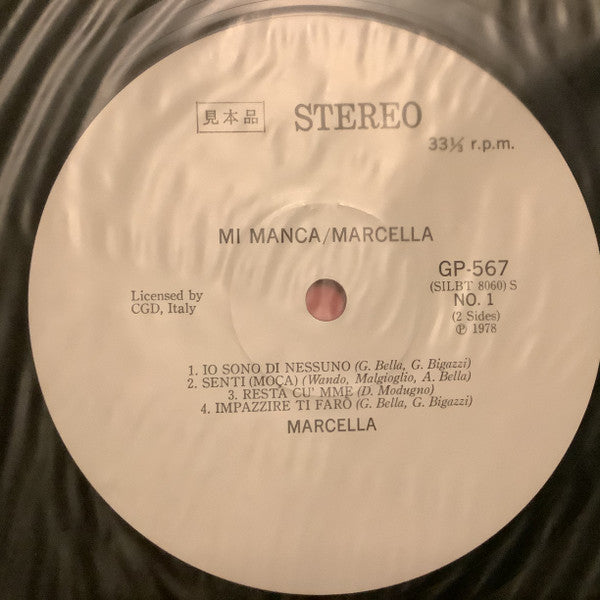 見本品 STEREO
33⅓ r.p.m.
MI MANCA/MARCELLA
GP-567
(SILBT 8060) S
NO. 1
(2 Sides)
Ⓟ 1978
Licensed by
CGD, Italy
1. IO SONO DI NESSUNO (G. Bella, G. Bigazzi)
2. SENTI (MOÇA) (Wando, Malgioglio, A. Bella)
3. RESTA CU' MME (D. Modugno)
4. IMPAZZIRE TI FARÒ (G. Bella, G. Bigazzi)
MARCELLA